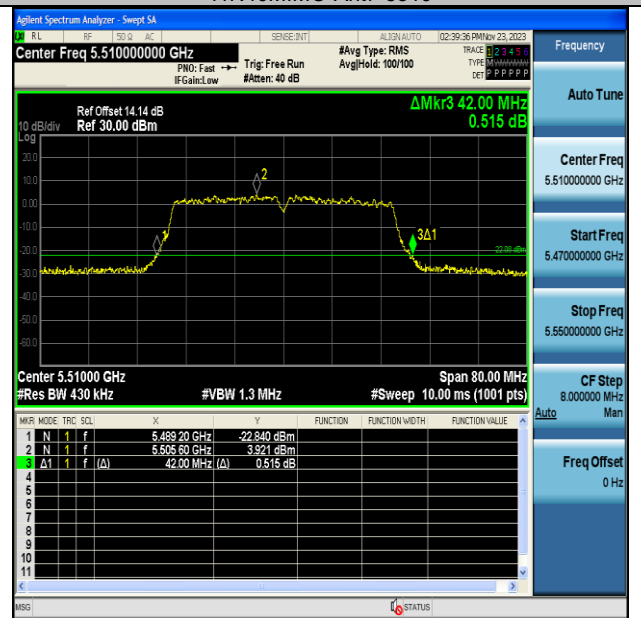 Agilent Spectrum Analyzer - Swept SA
RL RF 50 Ω AC SENSE:INT ALIGN AUTO 02:39:36 PM Nov 23, 2023
Center Freq 5.510000000 GHz #Avg Type: RMS TRACE 1 2 3 4 5 6
PNO: Fast Trig: Free Run Avg|Hold: 100/100 TYPE M W W W W W
IFGain:Low #Atten: 40 dB DET P P P P P P
ΔMkr3 42.00 MHz
0.515 dB
Ref Offset 14.14 dB
10 dB/div Ref 30.00 dBm
Log
20.0
10.0
0.00
-10.0
-20.0
-30.0
-40.0
-50.0
-60.0
2
1
3Δ1
-22.08 dBm
Center 5.51000 GHz Span 80.00 MHz
#Res BW 430 kHz #VBW 1.3 MHz #Sweep 10.00 ms (1001 pts)
MKR MODE TRC SCL X Y FUNCTION FUNCTION WIDTH FUNCTION VALUE
1 N 1 f 5.489 20 GHz -22.840 dBm
2 N 1 f 5.505 60 GHz 3.921 dBm
3 Δ1 1 f (Δ) 42.00 MHz (Δ) 0.515 dB
4
5
6
7
8
9
10
11
MSG STATUS
Frequency
Auto Tune
Center Freq
5.510000000 GHz
Start Freq
5.470000000 GHz
Stop Freq
5.550000000 GHz
CF Step
8.000000 MHz
Auto Man
Freq Offset
0 Hz